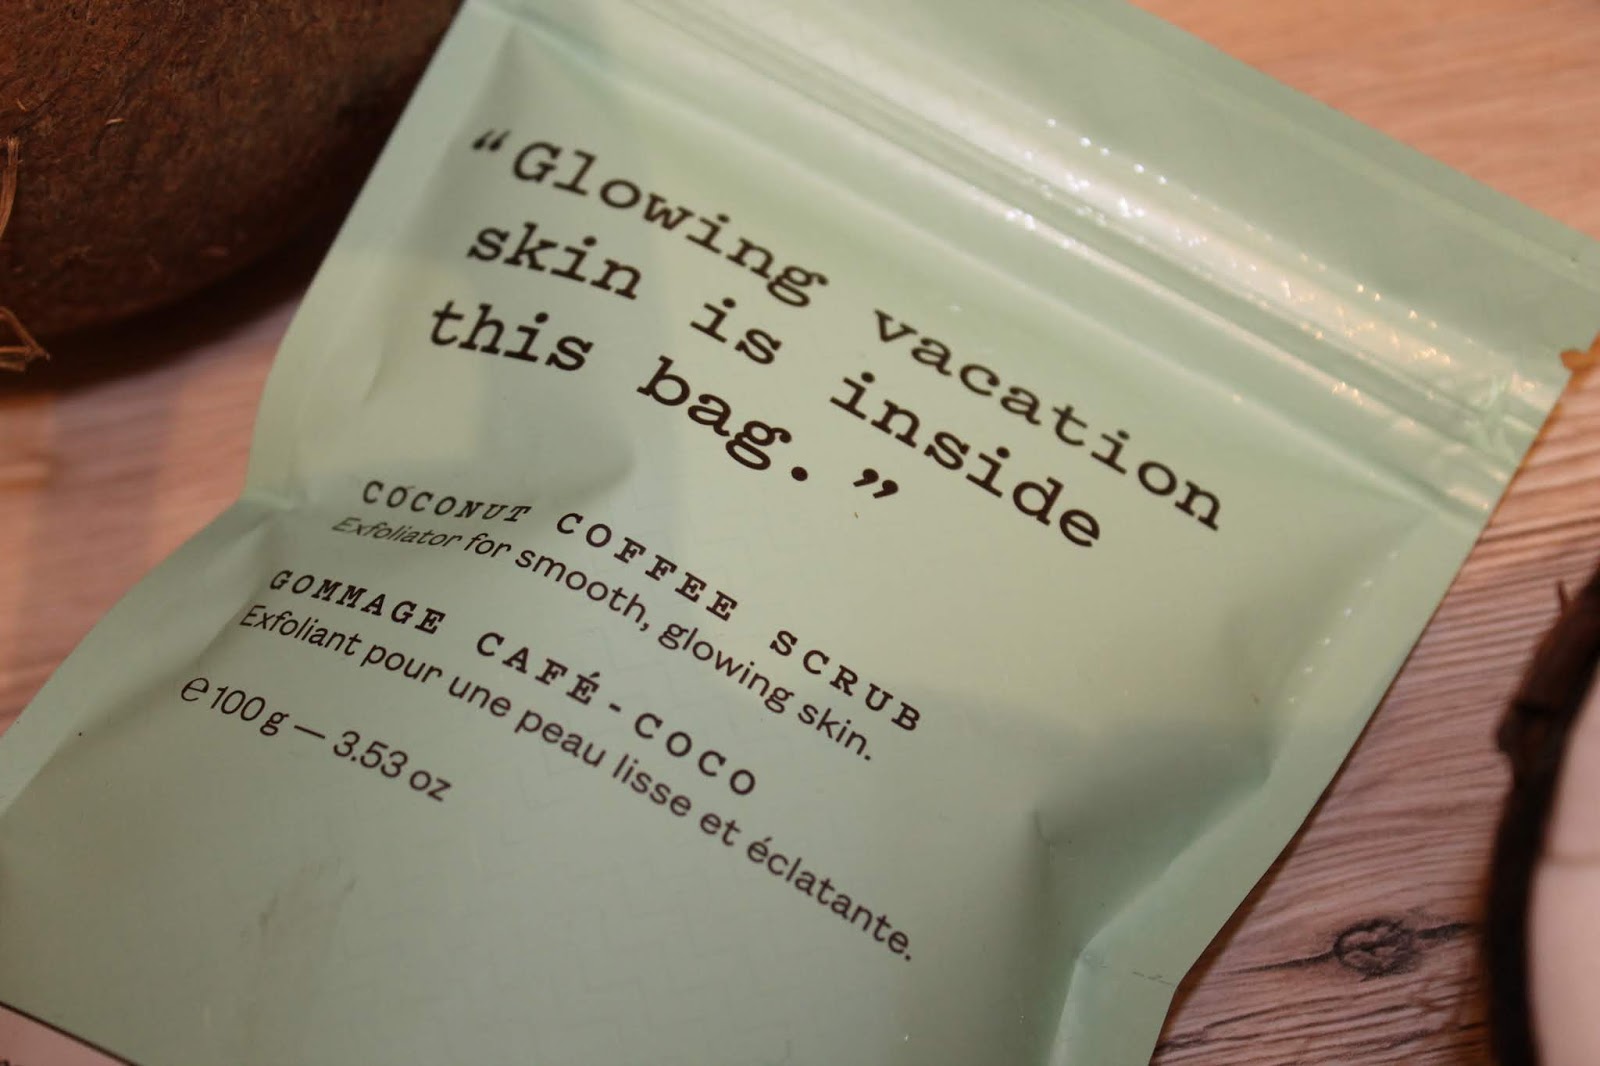 “Glowing vacation
skin is inside
this bag.”
COCONUT COFFEE SCRUB
Exfoliator for smooth, glowing skin.
GOMMAGE CAFÉ-COCO
Exfoliant pour une peau lisse et éclatante.
℮ 100 g — 3.53 oz